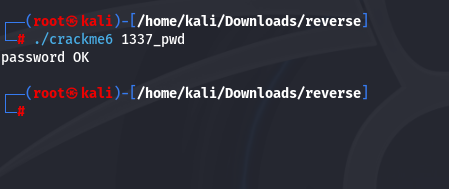 (root㉿kali)-[/home/kali/Downloads/reverse]
# ./crackme6 1337_pwd
password OK
(root㉿kali)-[/home/kali/Downloads/reverse]
#